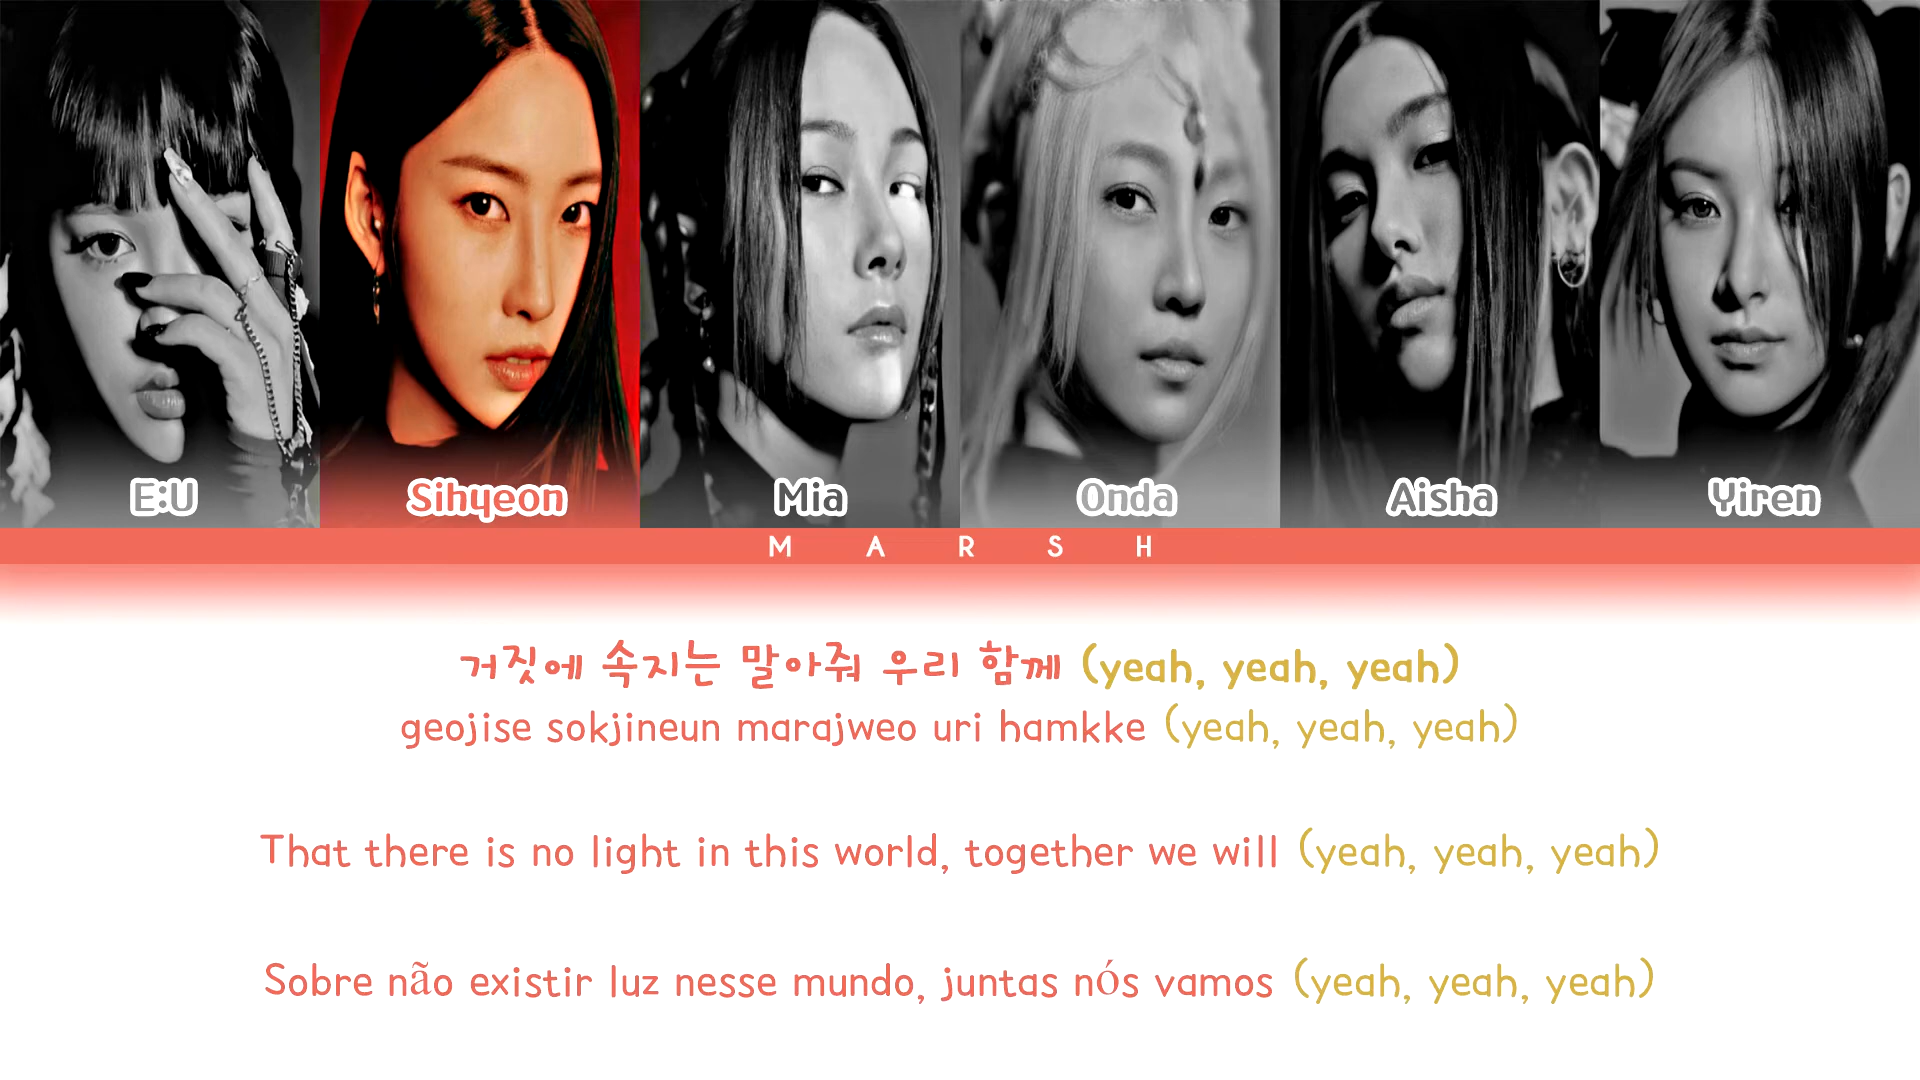 E:U Sihyeon Mia Onda Aisha Yiren
MARSH
거짓에 속지는 말아줘 우리 함께 (yeah, yeah, yeah)
geojise sokjineun marajweo uri hamkke (yeah, yeah, yeah)
That there is no light in this world, together we will (yeah, yeah, yeah)
Sobre não existir luz nesse mundo, juntas nós vamos (yeah, yeah, yeah)